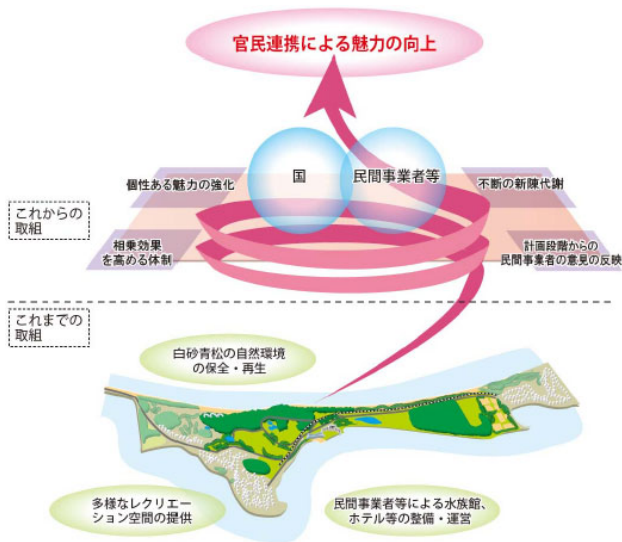 官民連携による魅力の向上
国
民間事業者等
個性ある魅力の強化
不断の新陳代謝
これからの
取組
相乗効果
を高める体制
計画段階からの
民間事業者の意見の反映
これまでの
取組
白砂青松の自然環境
の保全・再生
多様なレクリエー
ション空間の提供
民間事業者等による水族館、
ホテル等の整備・運営